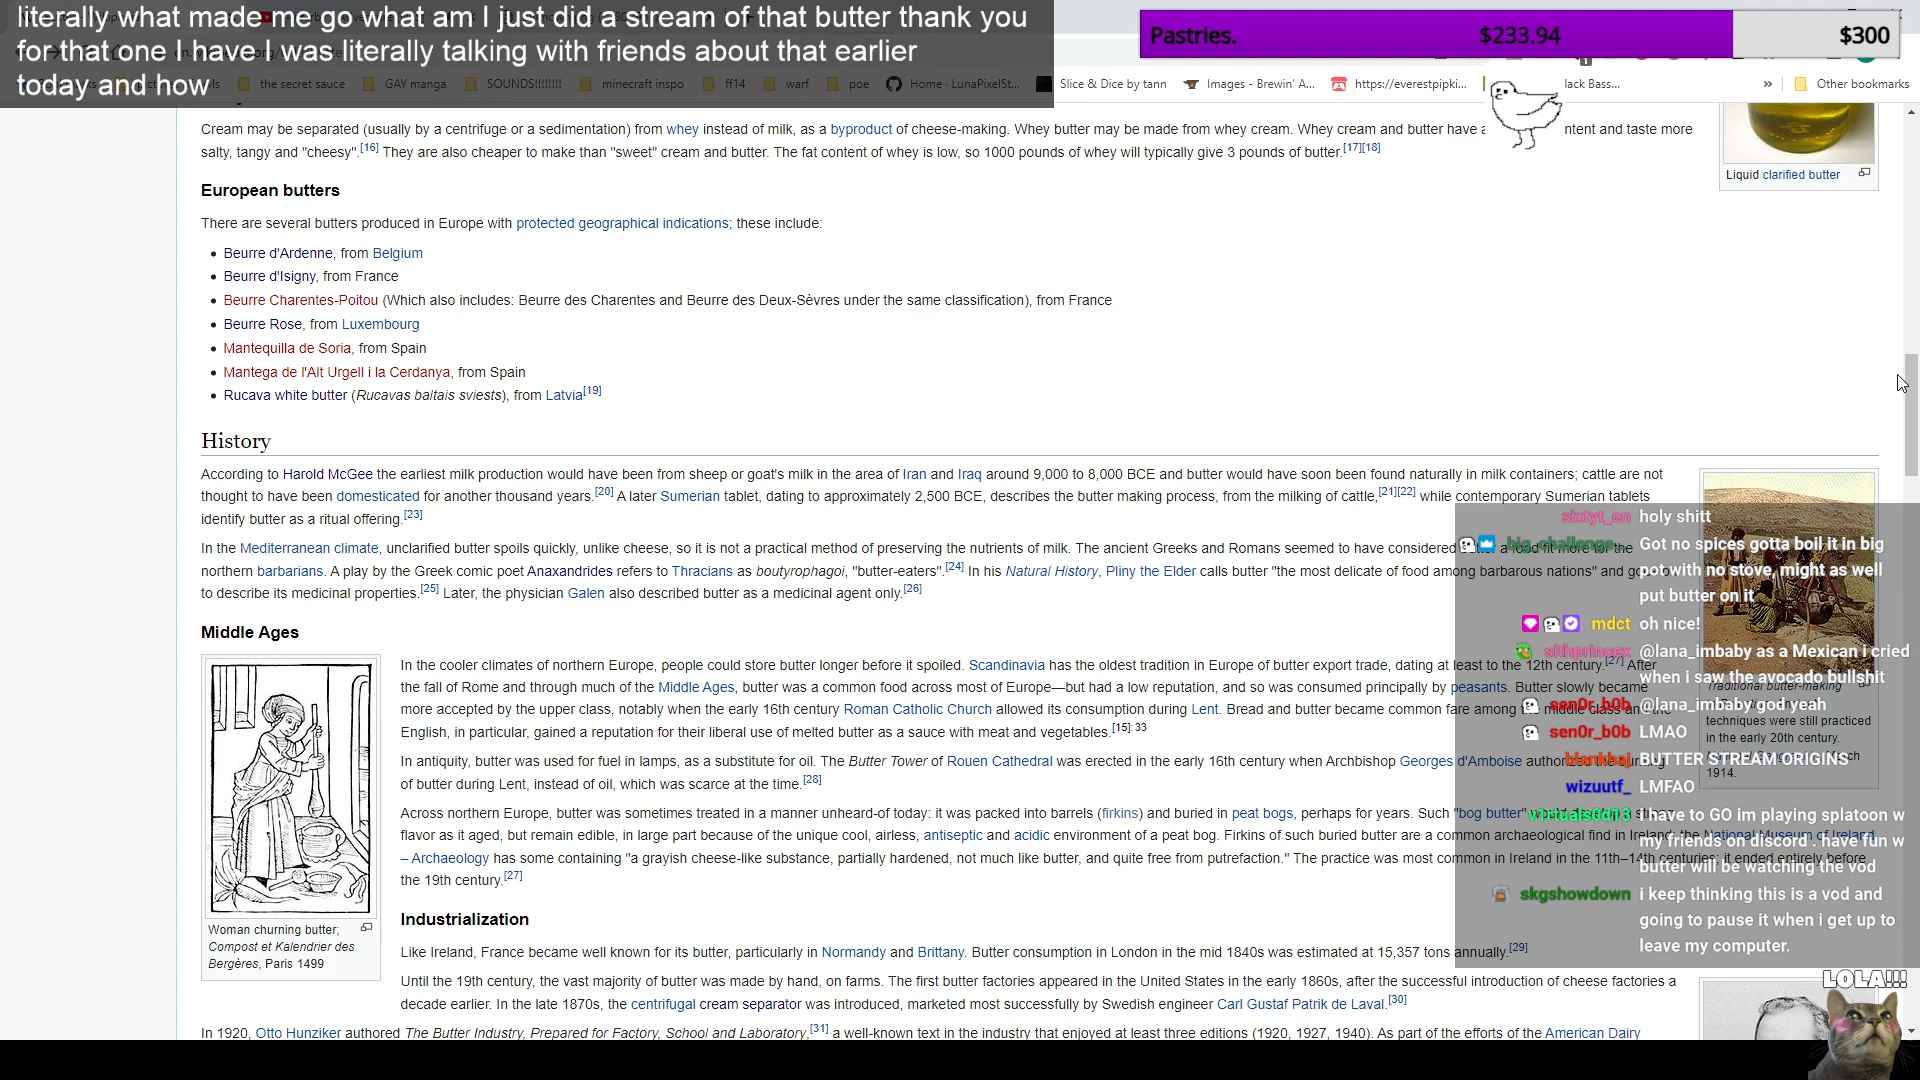 literally what made me go what am I just did a stream of that butter thank you
for that one I have I was literally talking with friends about that earlier
today and how
Pastries. $233.94 $300
the secret sauce GAY manga SOUNDS!!!!!!!! minecraft inspo ff14 warf poe Home · LunaPixelSt... Slice & Dice by tann Images - Brewin' A... https://everestpipki... lack Bass... » Other bookmarks
Cream may be separated (usually by a centrifuge or a sedimentation) from whey instead of milk, as a byproduct of cheese-making. Whey butter may be made from whey cream. Whey cream and butter have a ntent and taste more
salty, tangy and "cheesy".[16] They are also cheaper to make than "sweet" cream and butter. The fat content of whey is low, so 1000 pounds of whey will typically give 3 pounds of butter.[17][18]
Liquid clarified butter
European butters
There are several butters produced in Europe with protected geographical indications; these include:
• Beurre d'Ardenne, from Belgium
• Beurre d'Isigny, from France
• Beurre Charentes-Poitou (Which also includes: Beurre des Charentes and Beurre des Deux-Sèvres under the same classification), from France
• Beurre Rose, from Luxembourg
• Mantequilla de Soria, from Spain
• Mantega de l'Alt Urgell i la Cerdanya, from Spain
• Rucava white butter (Rucavas baltais sviests), from Latvia[19]
History
According to Harold McGee the earliest milk production would have been from sheep or goat's milk in the area of Iran and Iraq around 9,000 to 8,000 BCE and butter would have soon been found naturally in milk containers; cattle are not
thought to have been domesticated for another thousand years.[20] A later Sumerian tablet, dating to approximately 2,500 BCE, describes the butter making process, from the milking of cattle,[21][22] while contemporary Sumerian tablets
identify butter as a ritual offering.[23]
In the Mediterranean climate, unclarified butter spoils quickly, unlike cheese, so it is not a practical method of preserving the nutrients of milk. The ancient Greeks and Romans seemed to have considered
northern barbarians. A play by the Greek comic poet Anaxandrides refers to Thracians as boutyrophagoi, "butter-eaters".[24] In his Natural History, Pliny the Elder calls butter "the most delicate of food among barbarous nations" and
to describe its medicinal properties.[25] Later, the physician Galen also described butter as a medicinal agent only.[26]
Middle Ages
In the cooler climates of northern Europe, people could store butter longer before it spoiled. Scandinavia has the oldest tradition in Europe of butter export trade, dating at least to the 12th century.[27] After
the fall of Rome and through much of the Middle Ages, butter was a common food across most of Europe—but had a low reputation, and so was consumed principally by peasants. Butter slowly became
more accepted by the upper class, notably when the early 16th century Roman Catholic Church allowed its consumption during Lent. Bread and butter became common fare among the middle class and the
English, in particular, gained a reputation for their liberal use of melted butter as a sauce with meat and vegetables.[15]: 33
In antiquity, butter was used for fuel in lamps, as a substitute for oil. The Butter Tower of Rouen Cathedral was erected in the early 16th century when Archbishop Georges d'Amboise authorized the burning
of butter during Lent, instead of oil, which was scarce at the time.[28]
Across northern Europe, butter was sometimes treated in a manner unheard-of today: it was packed into barrels (firkins) and buried in peat bogs, perhaps for years. Such "bog butter"
flavor as it aged, but remain edible, in large part because of the unique cool, airless, antiseptic and acidic environment of a peat bog. Firkins of such buried butter are a common archaeological find in Ireland; the National Museum of Ireland
– Archaeology has some containing "a grayish cheese-like substance, partially hardened, not much like butter, and quite free from putrefaction." The practice was most common in Ireland in the 11th–14th centuries; it ended entirely before
the 19th century.[27]
Woman churning butter;
Compost et Kalendrier des
Bergères, Paris 1499
Industrialization
Like Ireland, France became well known for its butter, particularly in Normandy and Brittany. Butter consumption in London in the mid 1840s was estimated at 15,357 tons annually.[29]
Until the 19th century, the vast majority of butter was made by hand, on farms. The first butter factories appeared in the United States in the early 1860s, after the successful introduction of cheese factories a
decade earlier. In the late 1870s, the centrifugal cream separator was introduced, marketed most successfully by Swedish engineer Carl Gustaf Patrik de Laval.[30]
In 1920, Otto Hunziker authored The Butter Industry, Prepared for Factory, School and Laboratory,[31] a well-known text in the industry that enjoyed at least three editions (1920, 1927, 1940). As part of the efforts of the American Dairy
Traditional butter-making
techniques were still practiced
in the early 20th century.
1914.
sixtyt_en holy shitt
big_challenge... Got no spices gotta boil it in big
pot with no stove, might as well
put butter on it
mdct oh nice!
sithprincex @lana_imbaby as a Mexican i cried
when i saw the avocado bullshit
sen0r_b0b @lana_imbaby god yeah
sen0r_b0b LMAO
blankhaj BUTTER STREAM ORIGINS
wizuutf_ LMFAO
i have to GO im playing splatoon w
my friends on discord . have fun w
butter will be watching the vod
skgshowdown i keep thinking this is a vod and
going to pause it when i get up to
leave my computer.
LOLA!!!